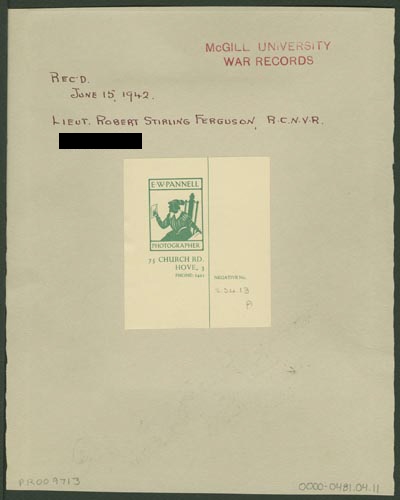 McGILL UNIVERSITY
WAR RECORDS
REC'D.
JUNE 15, 1942.
LIEUT. ROBERT STIRLING FERGUSON, R.C.N.V.R.
E·W·PANNELL
PHOTOGRAPHER
75 CHURCH RD.
HOVE, 3
NEGATIVE No.
PR009713
0000-0481.04.11